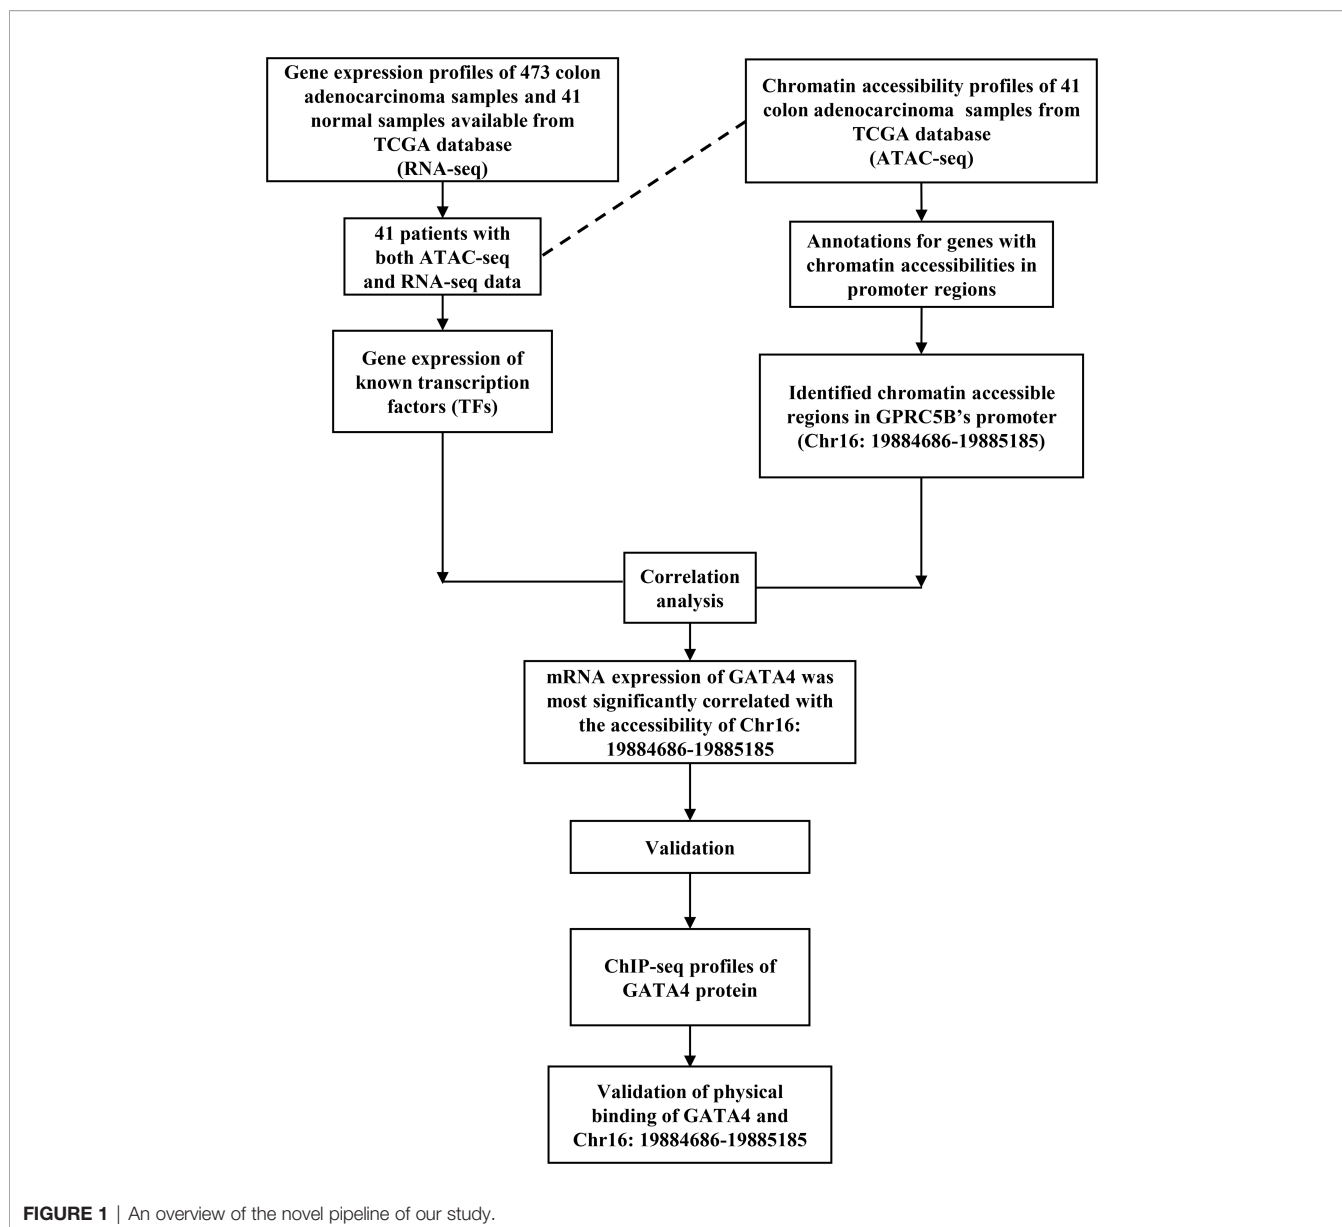 Gene expression profiles of 473 colon
adenocarcinoma samples and 41
normal samples available from
TCGA database
(RNA-seq)
Chromatin accessibility profiles of 41
colon adenocarcinoma samples from
TCGA database
(ATAC-seq)
41 patients with
both ATAC-seq
and RNA-seq data
Annotations for genes with
chromatin accessibilities in
promoter regions
Gene expression of
known transcription
factors (TFs)
Identified chromatin accessible
regions in GPRC5B’s promoter
(Chr16: 19884686-19885185)
Correlation
analysis
mRNA expression of GATA4 was
most significantly correlated with
the accessibility of Chr16:
19884686-19885185
Validation
ChIP-seq profiles of
GATA4 protein
Validation of physical
binding of GATA4 and
Chr16: 19884686-19885185
FIGURE 1 | An overview of the novel pipeline of our study.